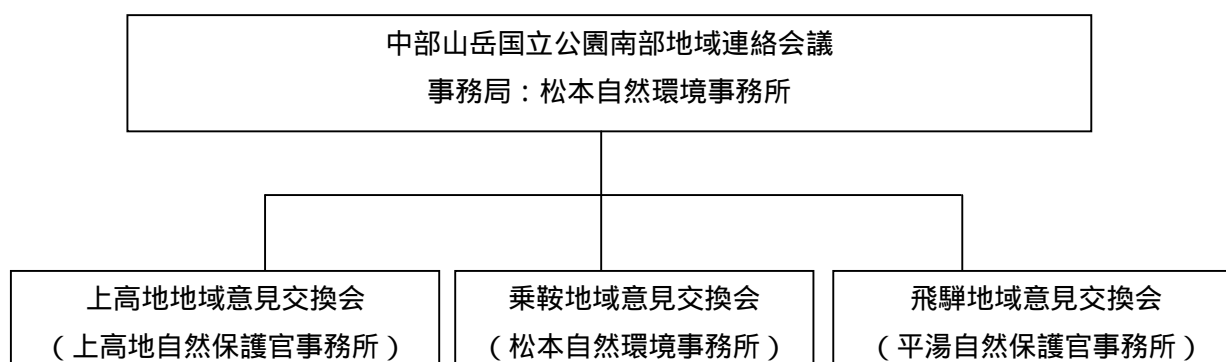 中部山岳国立公園南部地域連絡会議
事務局：松本自然環境事務所
上高地地域意見交換会
（上高地自然保護官事務所）
乗鞍地域意見交換会
（松本自然環境事務所）
飛騨地域意見交換会
（平湯自然保護官事務所）